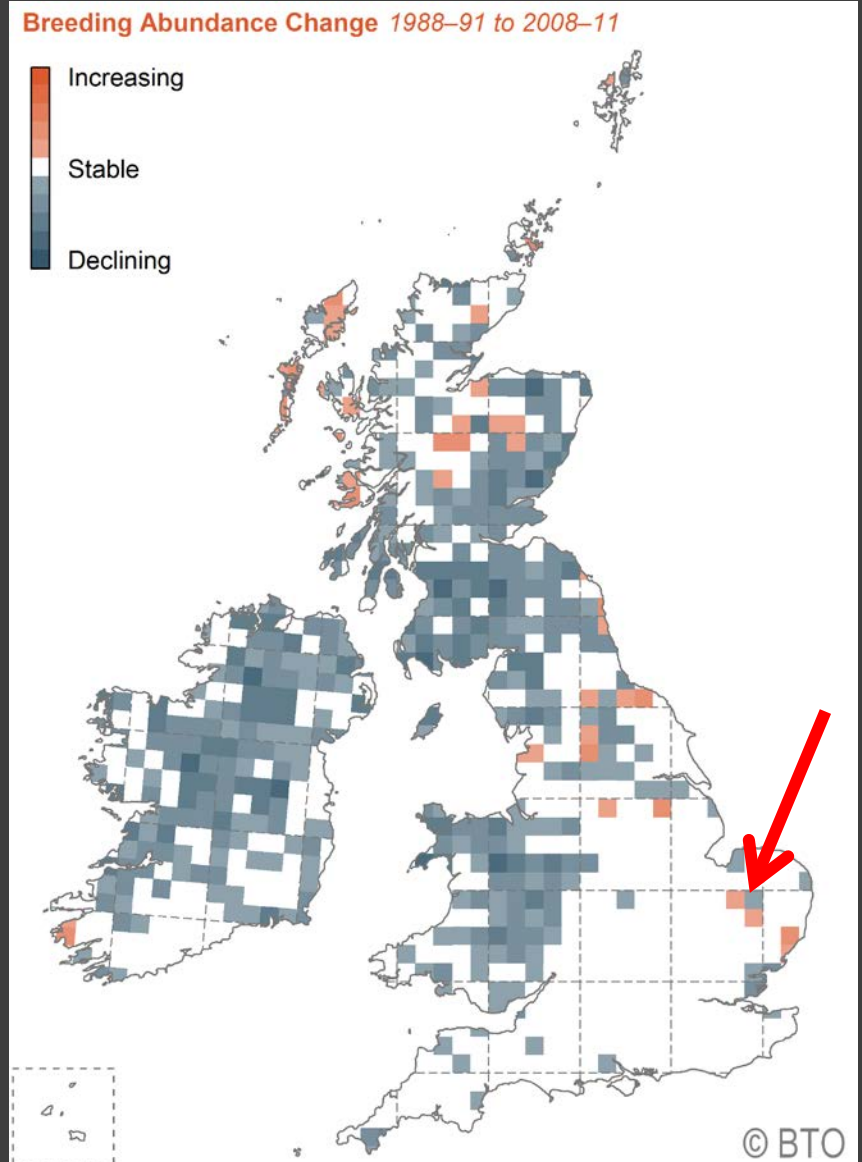 Breeding Abundance Change 1988–91 to 2008–11
Increasing
Stable
Declining
© BTO